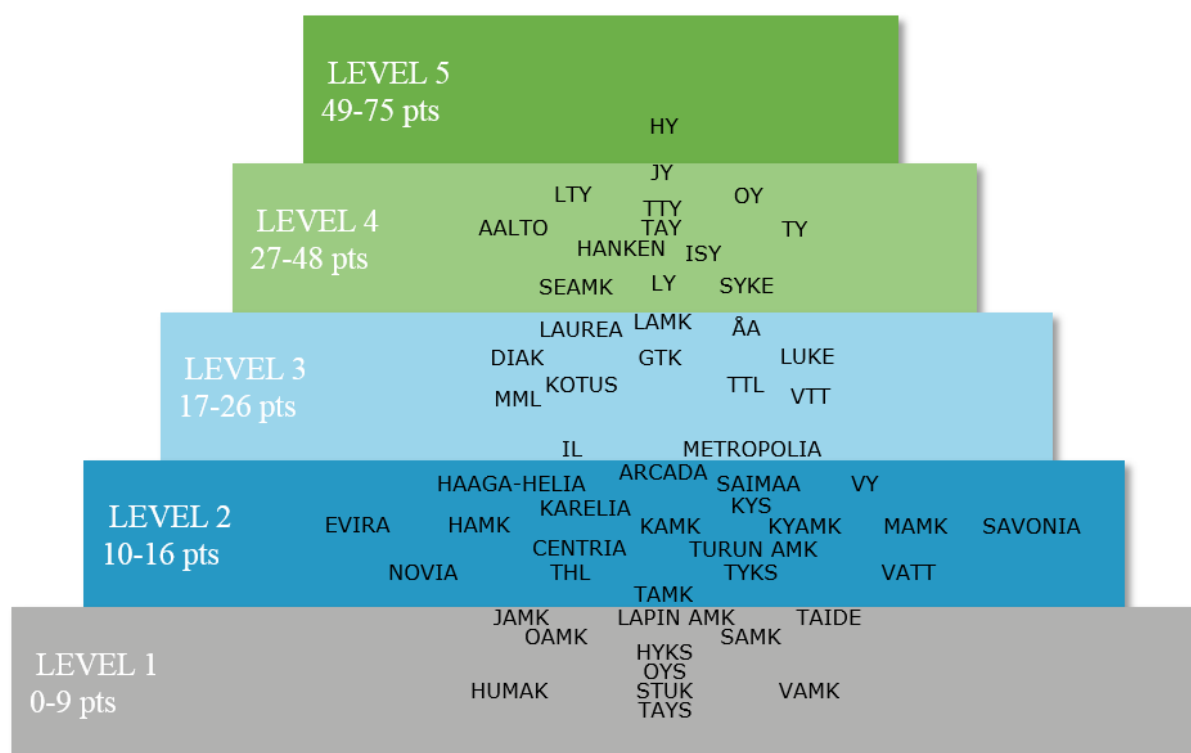 LEVEL 5
49-75 pts
HY
LEVEL 4
27-48 pts
JY
LTY OY
TTY
AALTO TAY TY
HANKEN ISY
SEAMK LY SYKE
LEVEL 3
17-26 pts
LAMK
LAUREA ÅA
DIAK GTK LUKE
KOTUS TTL
MML VTT
IL METROPOLIA
LEVEL 2
10-16 pts
ARCADA
HAAGA-HELIA SAIMAA VY
KARELIA KYS
EVIRA HAMK KAMK KYAMK MAMK SAVONIA
CENTRIA TURUN AMK
NOVIA THL TYKS VATT
TAMK
LEVEL 1
0-9 pts
JAMK LAPIN AMK TAIDE
OAMK SAMK
HYKS
OYS
HUMAK STUK VAMK
TAYS